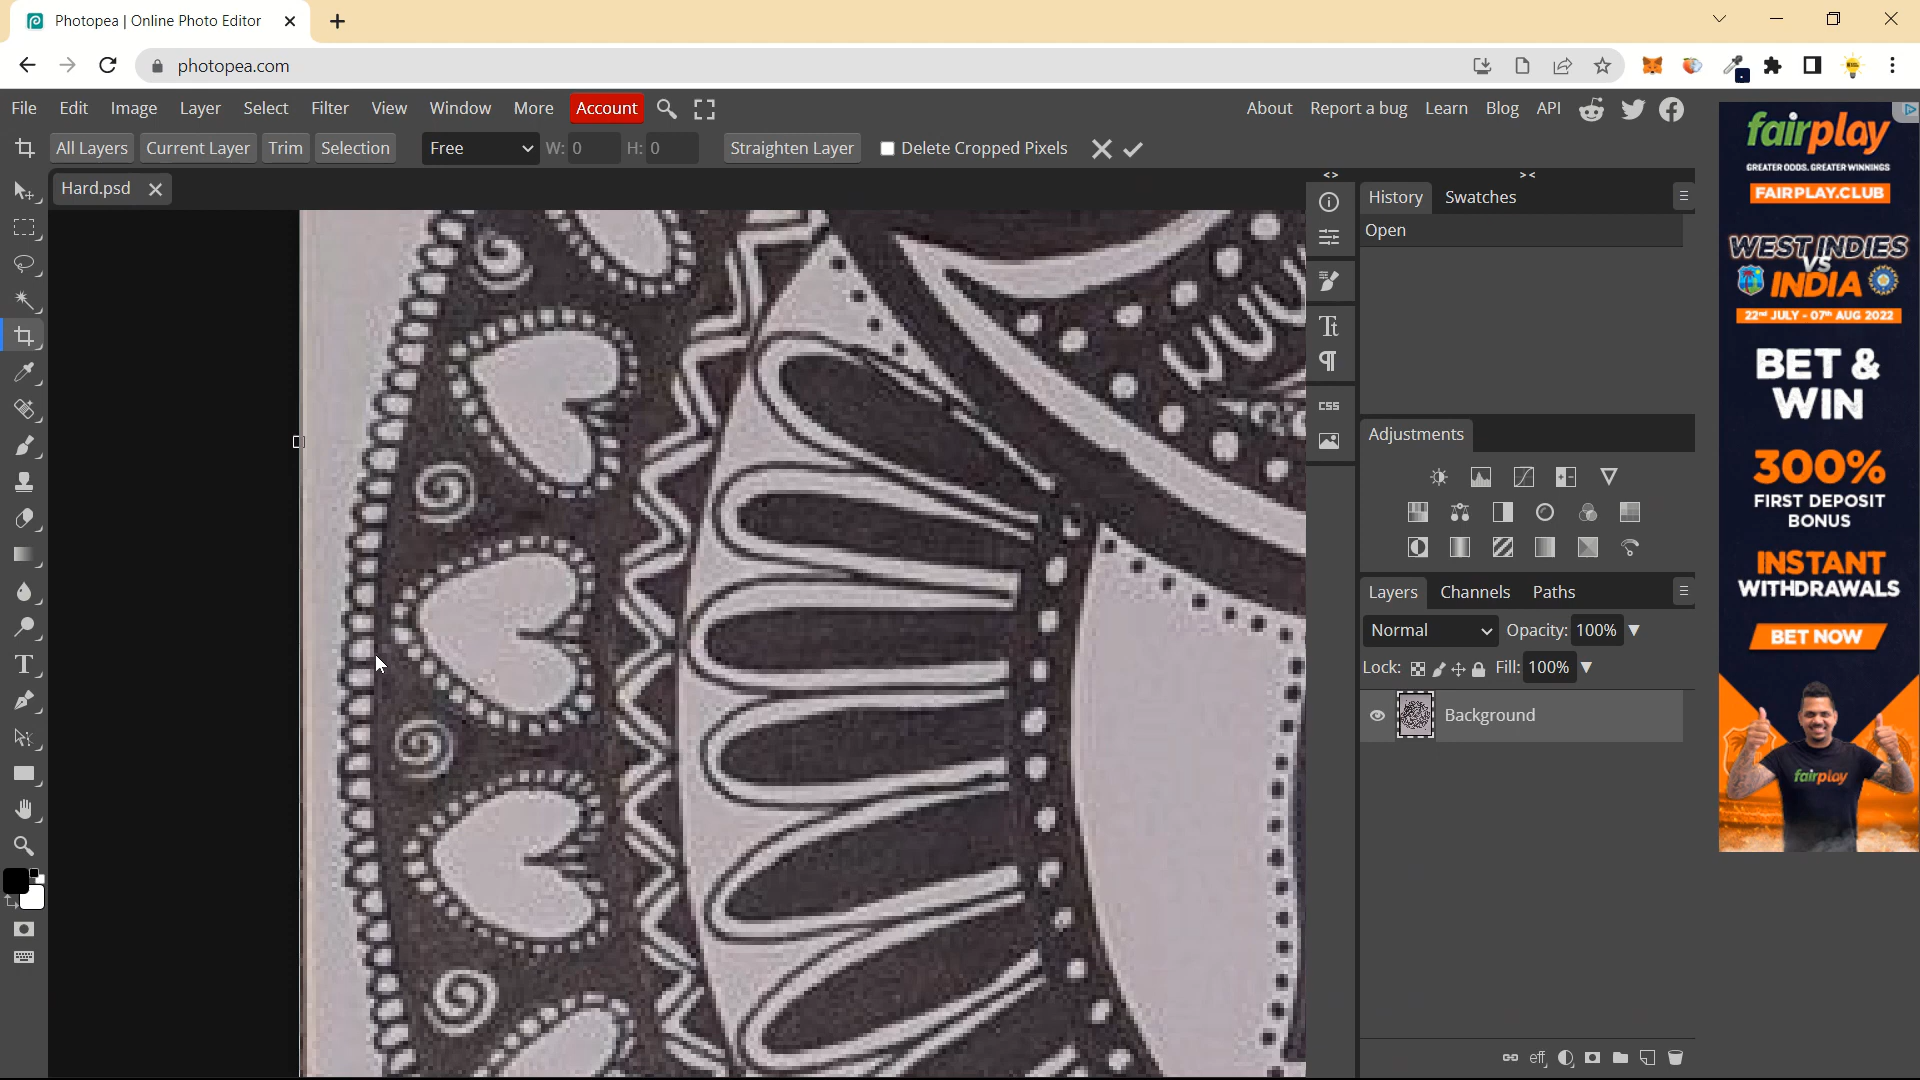 Photopea | Online Photo Editor
photopea.com
File Edit Image Layer Select Filter View Window More Account
About Report a bug Learn Blog API
All Layers Current Layer Trim Selection Free W: 0 H: 0 Straighten Layer Delete Cropped Pixels
Hard.psd
< >
> <
History Swatches
Open
CSS
Adjustments
Layers Channels Paths
Normal Opacity: 100%
Lock: Fill: 100%
Background
eff
fairplay
GREATER ODDS. GREATER WINNINGS
FAIRPLAY.CLUB
WEST INDIES
VS
INDIA
22nd JULY - 07th AUG 2022
BET &
WIN
300%
FIRST DEPOSIT
BONUS
INSTANT
WITHDRAWALS
BET NOW
fairplay